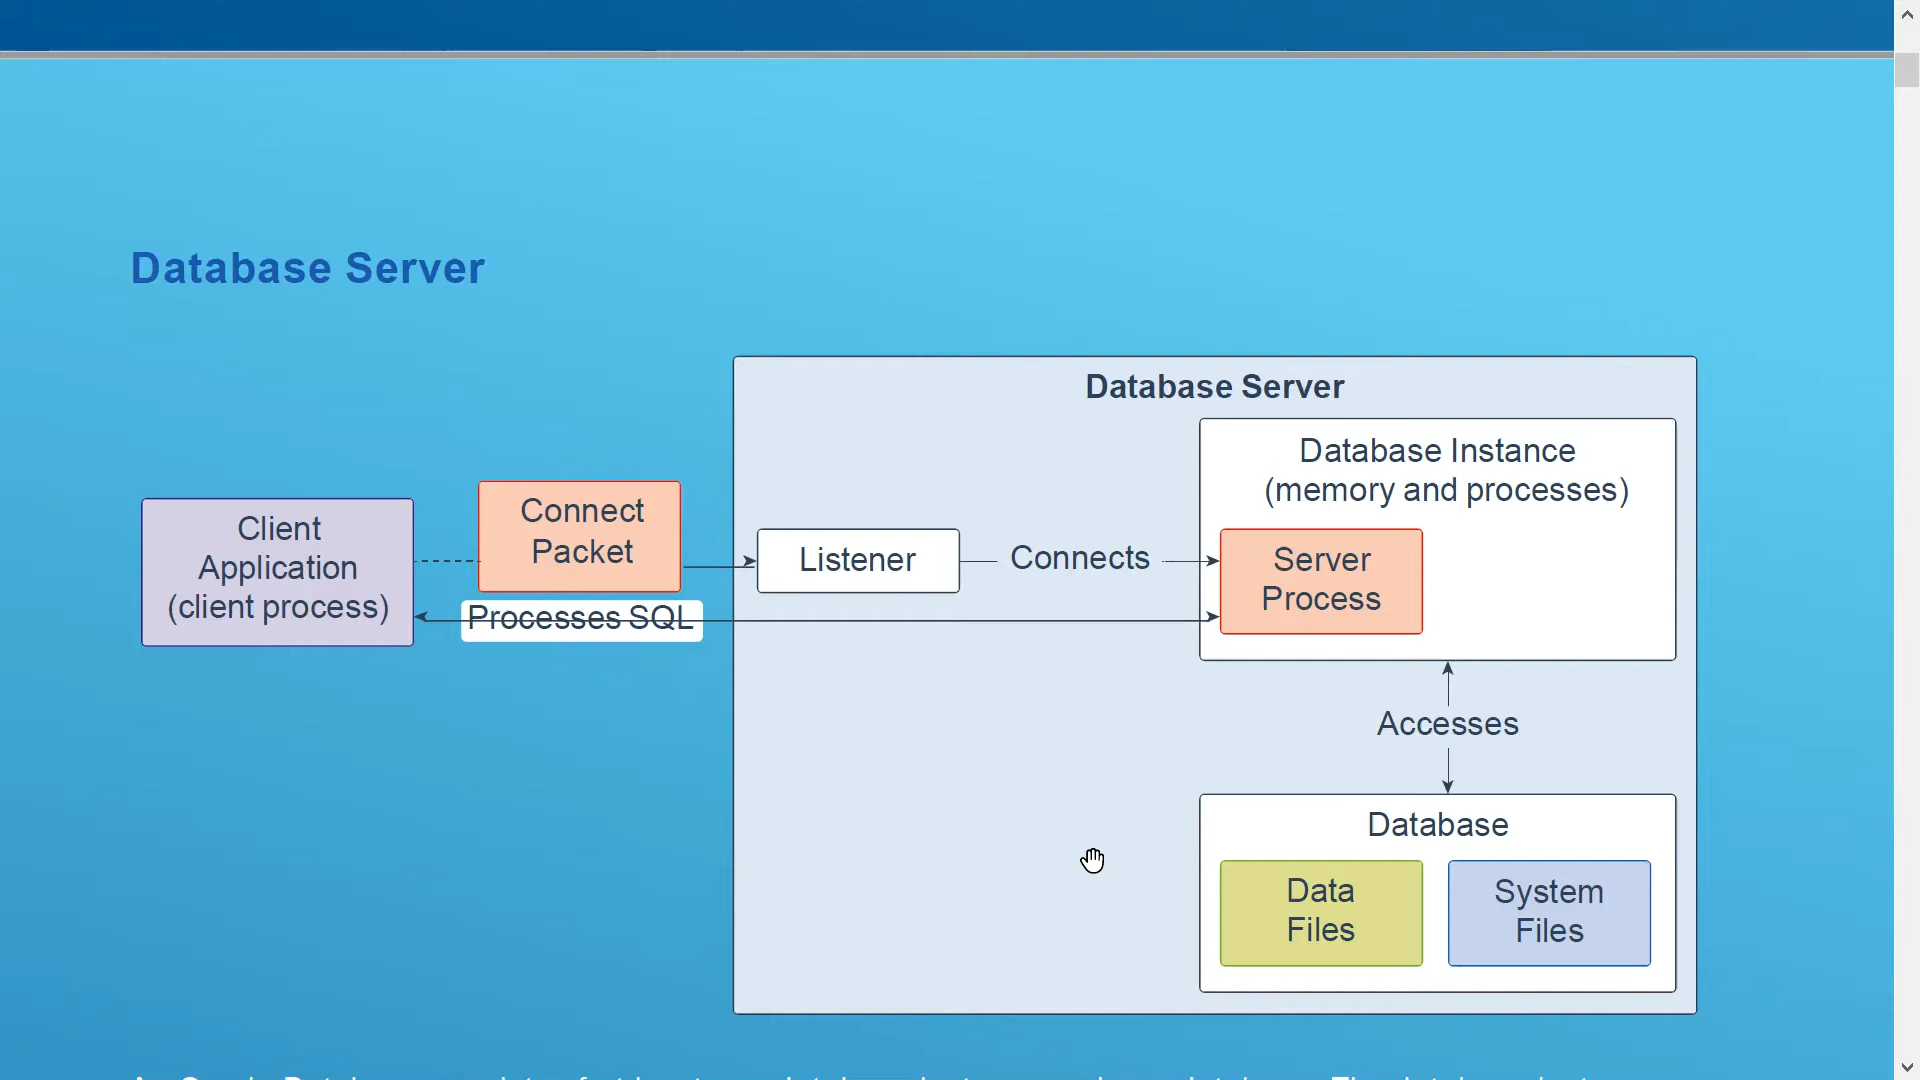 Database Server
Database Server
Database Instance
(memory and processes)
Client
Application
(client process)
Connect
Packet
Listener
Connects
Server
Process
Processes SQL
Accesses
Database
Data
Files
System
Files